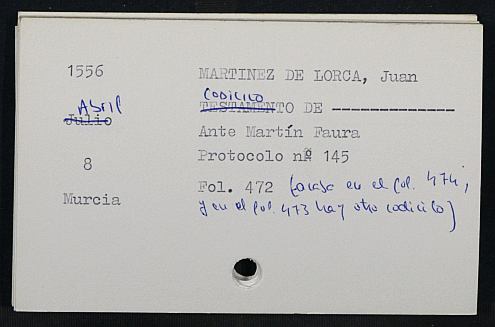 1556
MARTINEZ DE LORCA, Juan
Abril
Codicilo
Julio
TESTAMENTO DE -------------
Ante Martín Faura
8
Protocolo nº 145
Murcia
Fol. 472 (acaba en el fol. 474,
y en el fol. 473 hay otro codicilo)